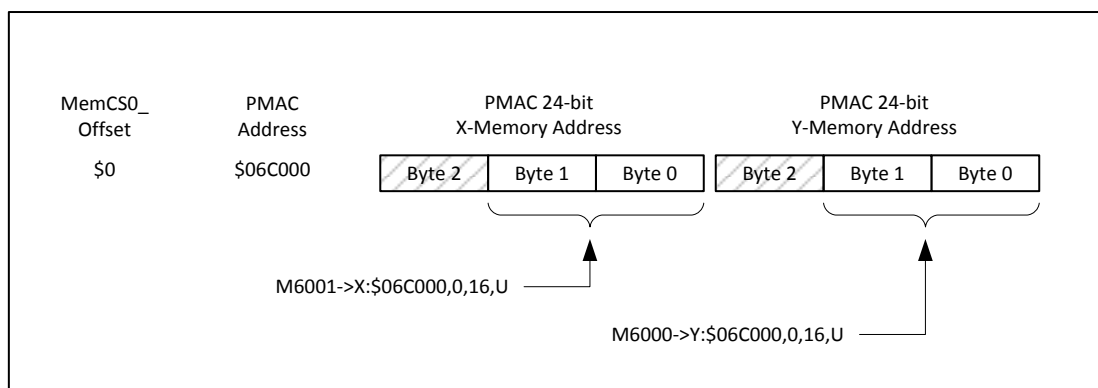 MemCS0_
Offset
PMAC
Address
PMAC 24-bit
X-Memory Address
PMAC 24-bit
Y-Memory Address
$0
$06C000
Byte 2 Byte 1 Byte 0 Byte 2 Byte 1 Byte 0
M6001->X:$06C000,0,16,U
M6000->Y:$06C000,0,16,U